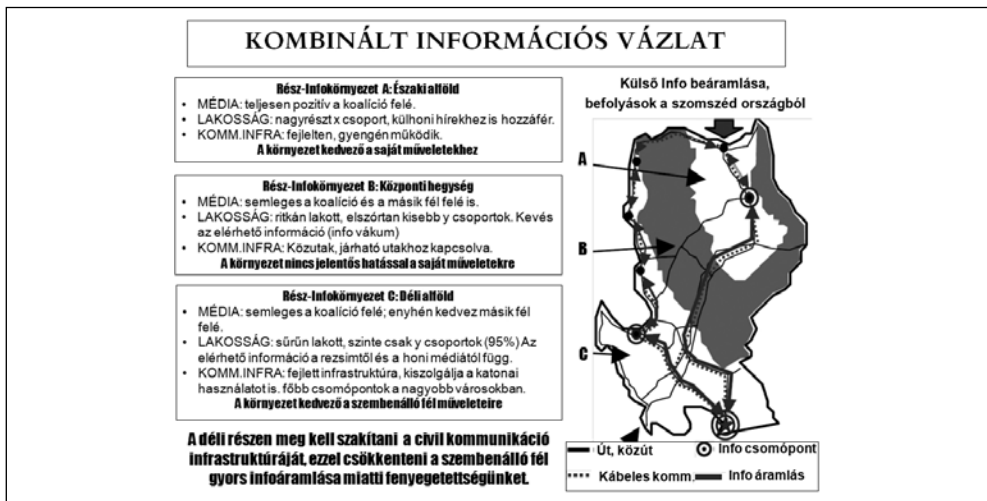 KOMBINÁLT INFORMÁCIÓS VÁZLAT
Rész-Infokörnyezet A: Északi alföld
• MÉDIA: teljesen pozitív a koalíció felé.
• LAKOSSÁG: nagyrészt x csoport, külhoni hírekhez is hozzáfér.
• KOMM.INFRA: fejlelten, gyengén működik.
A környezet kedvező a saját műveletekhez
Rész-Infokörnyezet B: Központi hegység
• MÉDIA: semleges a koalíció és a másik fél felé is.
• LAKOSSÁG: ritkán lakott, elszórtan kisebb y csoportok. Kevés
az elérhető információ (info vákum)
• KOMM.INFRA: Közutak, járható utakhoz kapcsolva.
A környezet nincs jelentős hatással a saját műveletekre
Rész-Infokörnyezet C: Déli alföld
• MÉDIA: semleges a koalíció felé; enyhén kedvez másik fél
felé.
• LAKOSSÁG: sűrűn lakott, szinte csak y csoportok (95%) Az
elérhető információ a rezsimtől és a honi médiától függ.
• KOMM.INFRA: fejlett infrastruktúra, kiszolgálja a katonai
használatot is. főbb csomópontok a nagyobb városokban.
A környezet kedvező a szembenálló fél műveleteire
A déli részen meg kell szakítani a civil kommunikáció
infrastruktúráját, ezzel csökkenteni a szembenálló fél
gyors infoáramlása miatti fenyegetettségünket.
Külső Info beáramlása,
befolyások a szomszéd országból
A
B
C
Út, közút
Info csomópont
Kábeles komm.
Info áramlás